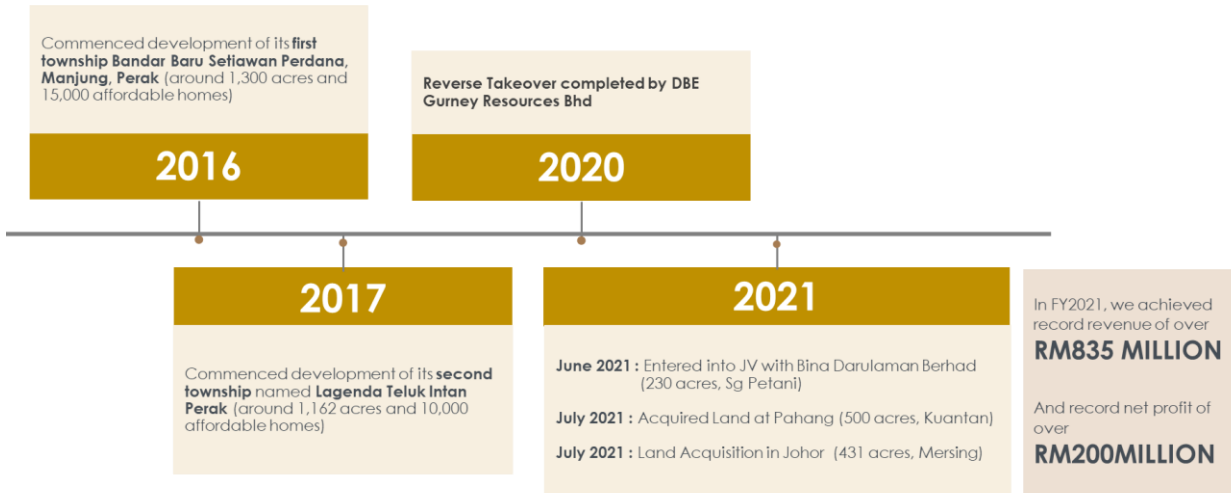 Commenced development of its first
township Bandar Baru Setiawan Perdana,
Manjung, Perak (around 1,300 acres and
15,000 affordable homes)
2016
Reverse Takeover completed by DBE
Gurney Resources Bhd
2020
2017
Commenced development of its second
township named Lagenda Teluk Intan
Perak (around 1,162 acres and 10,000
affordable homes)
2021
June 2021 : Entered into JV with Bina Darulaman Berhad
(230 acres, Sg Petani)
July 2021 : Acquired Land at Pahang (500 acres, Kuantan)
July 2021 : Land Acquisition in Johor (431 acres, Mersing)
In FY2021, we achieved
record revenue of over
RM835 MILLION
And record net profit of
over
RM200MILLION